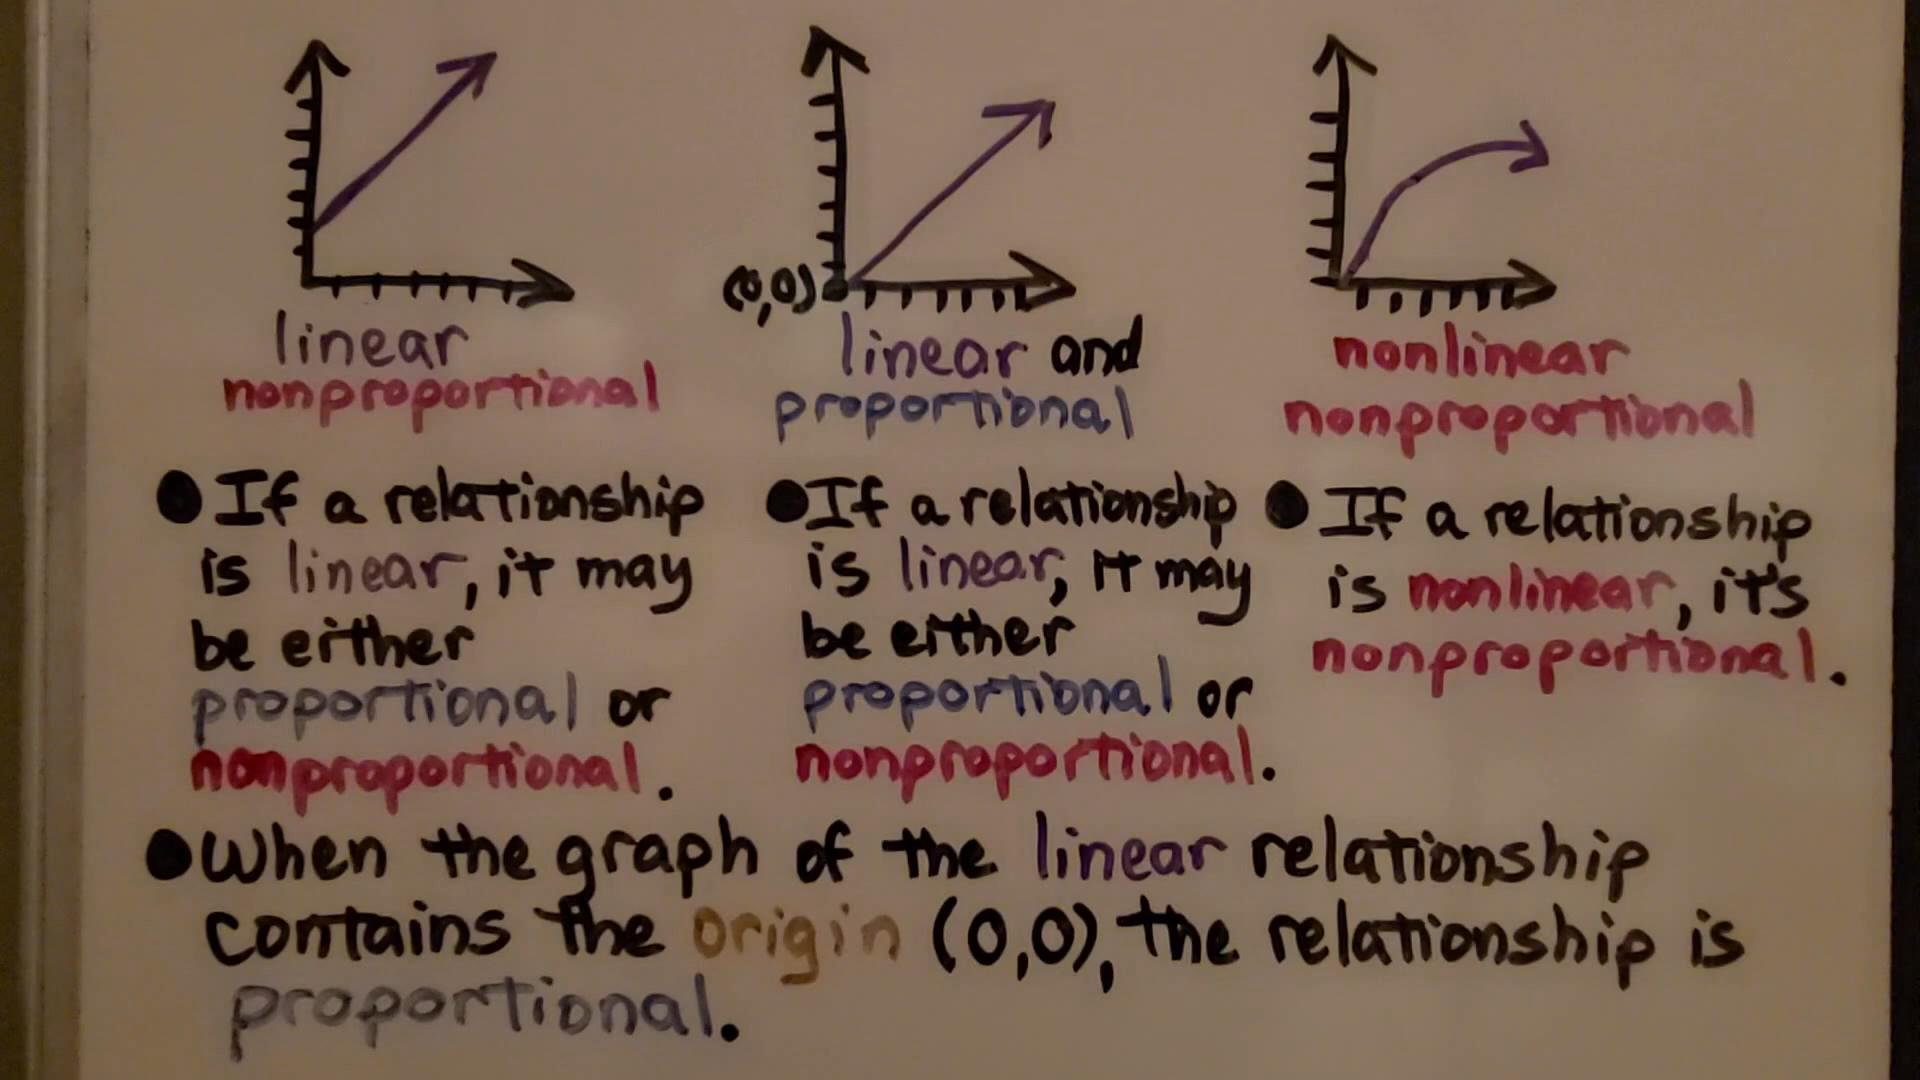 linear
nonproportional
(0,0)
linear and
proportional
nonlinear
nonproportional
● If a relationship
is linear, it may
be either
proportional or
nonproportional.
● If a relationship
is linear, it may
be either
proportional or
nonproportional.
● If a relationship
is nonlinear, it's
nonproportional.
● When the graph of the linear relationship
contains the origin (0,0), the relationship is
proportional.